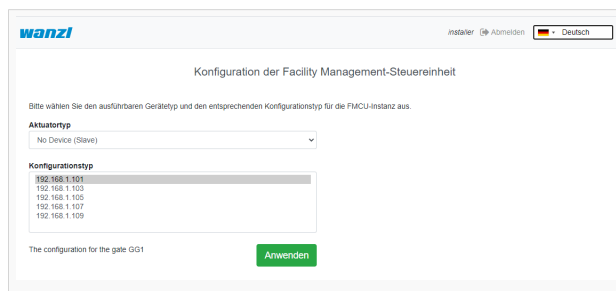 wanzl
installer Abmelden Deutsch
Konfiguration der Facility Management-Steuereinheit
Bitte wählen Sie den ausführbaren Gerätetyp und den entsprechenden Konfigurationstyp für die FMCU-Instanz aus.
Aktuatortyp
No Device (Slave)
Konfigurationstyp
192.168.1.101
192.168.1.103
192.168.1.105
192.168.1.107
192.168.1.109
The configuration for the gate GG1
Anwenden